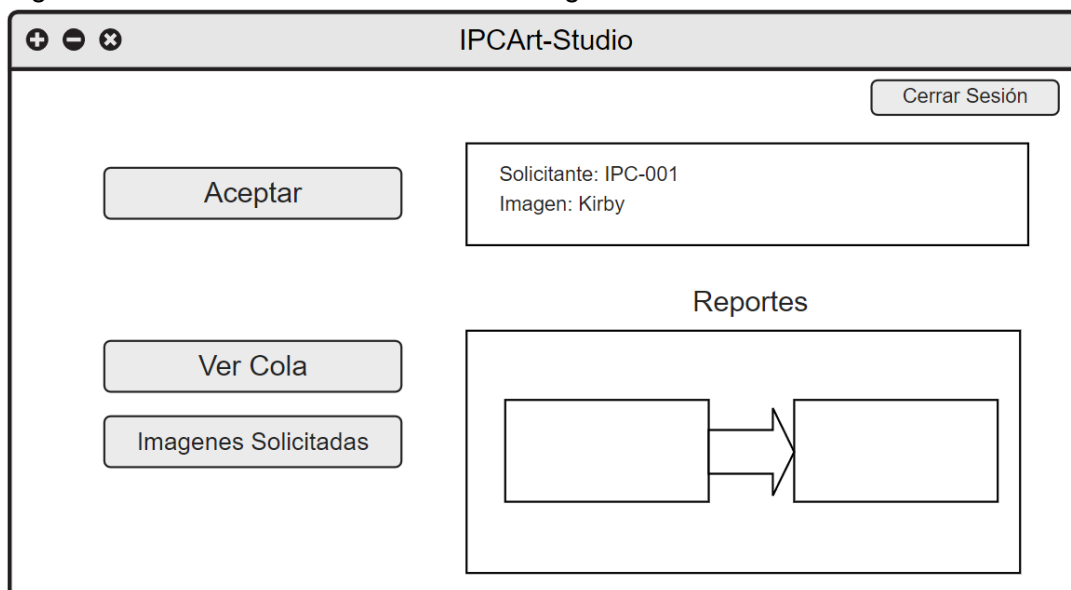 IPCArt-Studio
Cerrar Sesión
Aceptar
Solicitante: IPC-001
Imagen: Kirby
Reportes
Ver Cola
Imagenes Solicitadas